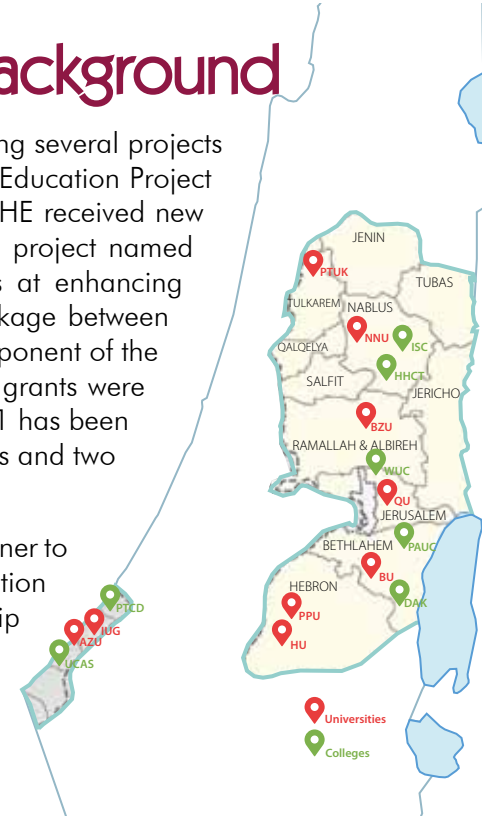 ackground
ng several projects
Education Project
HE received new
project named
s at enhancing
kage between
ponent of the
grants were
1 has been
s and two
ner to
tion
ip
JENIN
PTUK
TUBAS
TULKAREM
NABLUS
NNU
ISC
QALQELYA
HHCT
SALFIT
JERICHO
BZU
RAMALLAH & ALBIREH
WUC
QU
JERUSALEM
PAUC
BETHLAHEM
BU
HEBRON
DAK
PPU
HU
PTCD
IUG
AZU
UCAS
Universities
Colleges